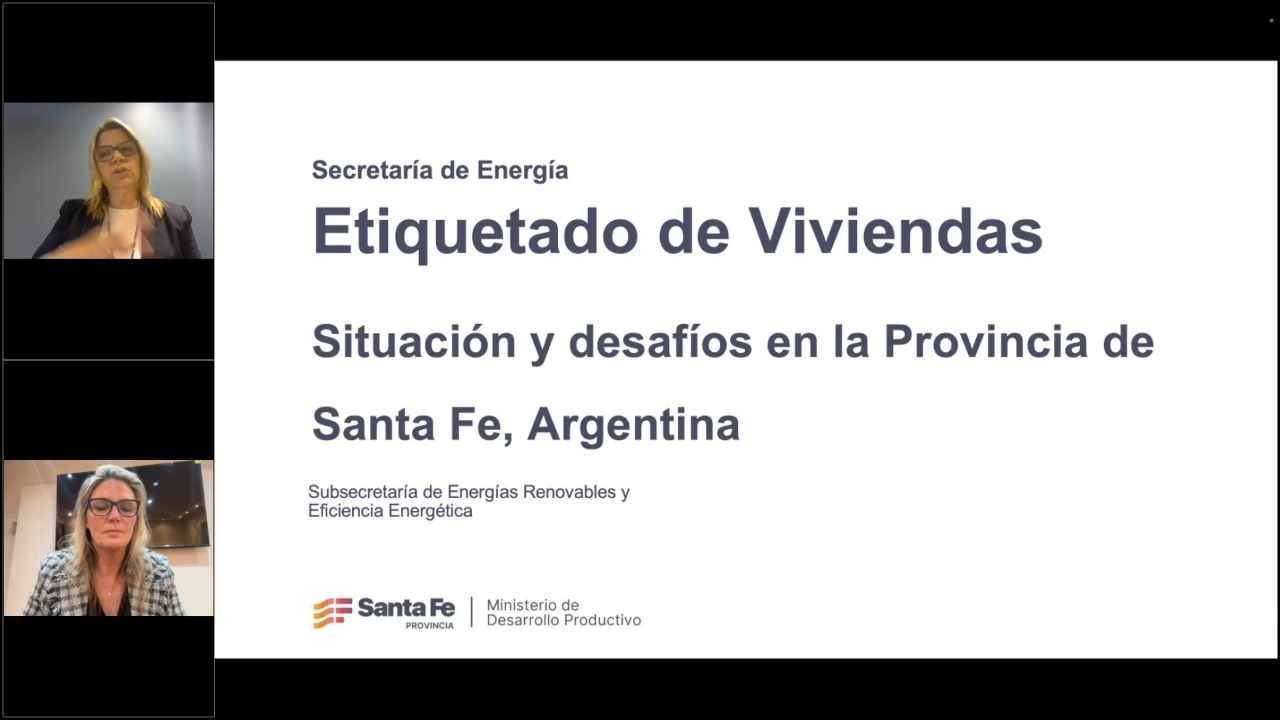 Secretaría de Energía
Etiquetado de Viviendas
Situación y desafíos en la Provincia de
Santa Fe, Argentina
Subsecretaría de Energías Renovables y
Eficiencia Energética
Santa Fe
PROVINCIA
Ministerio de
Desarrollo Productivo